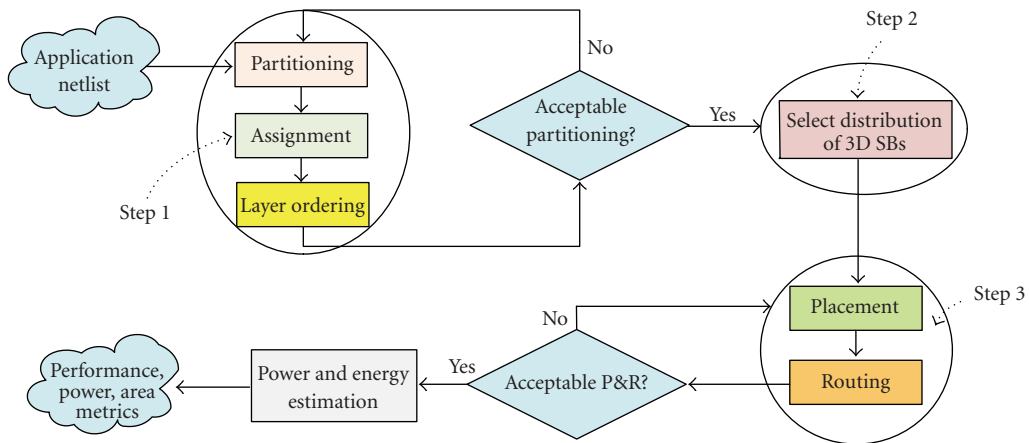 Application
netlist
Partitioning
Assignment
Layer ordering
Step 1
No
Acceptable
partitioning?
Yes
Step 2
Select distribution
of 3D SBs
Placement
Routing
Step 3
No
Acceptable P&R?
Yes
Power and energy
estimation
Performance,
power, area
metrics